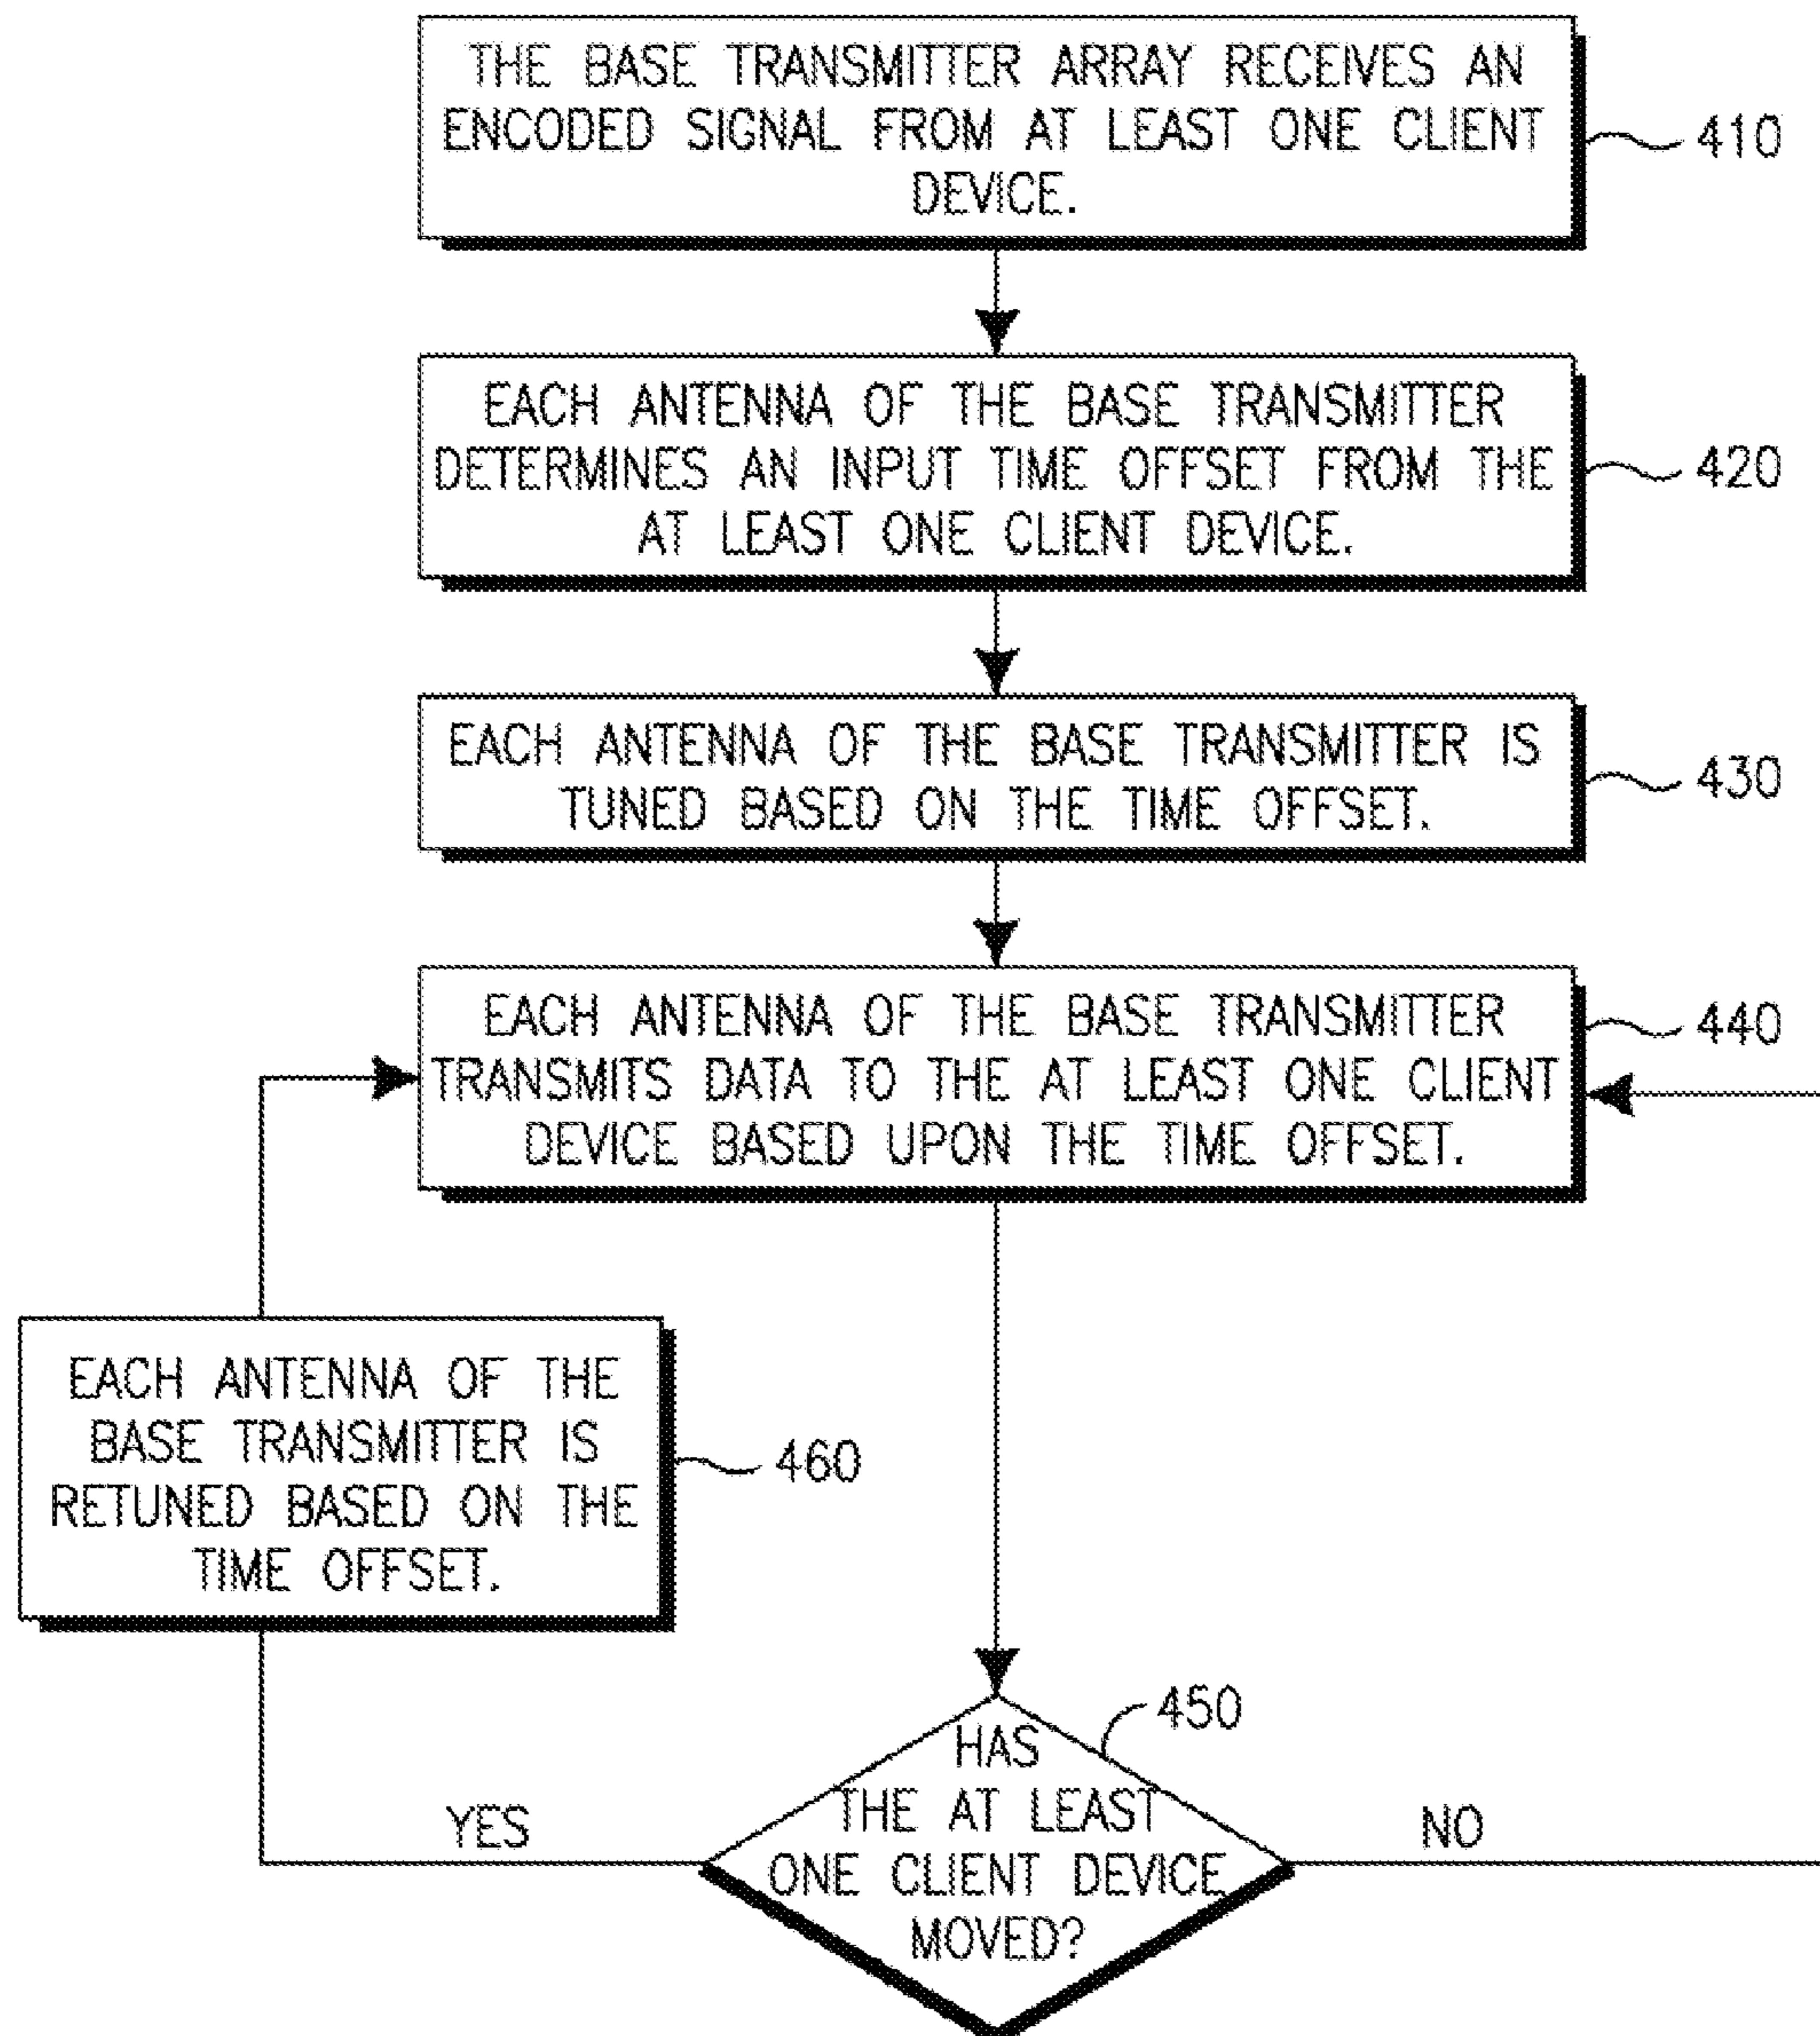 THE BASE TRANSMITTER ARRAY RECEIVES AN
ENCODED SIGNAL FROM AT LEAST ONE CLIENT
DEVICE.
410
EACH ANTENNA OF THE BASE TRANSMITTER
DETERMINES AN INPUT TIME OFFSET FROM THE
AT LEAST ONE CLIENT DEVICE.
420
EACH ANTENNA OF THE BASE TRANSMITTER IS
TUNED BASED ON THE TIME OFFSET.
430
EACH ANTENNA OF THE BASE TRANSMITTER
TRANSMITS DATA TO THE AT LEAST ONE CLIENT
DEVICE BASED UPON THE TIME OFFSET.
440
EACH ANTENNA OF THE
BASE TRANSMITTER IS
RETUNED BASED ON THE
TIME OFFSET.
460
450
HAS
THE AT LEAST
ONE CLIENT DEVICE
MOVED?
YES
NO